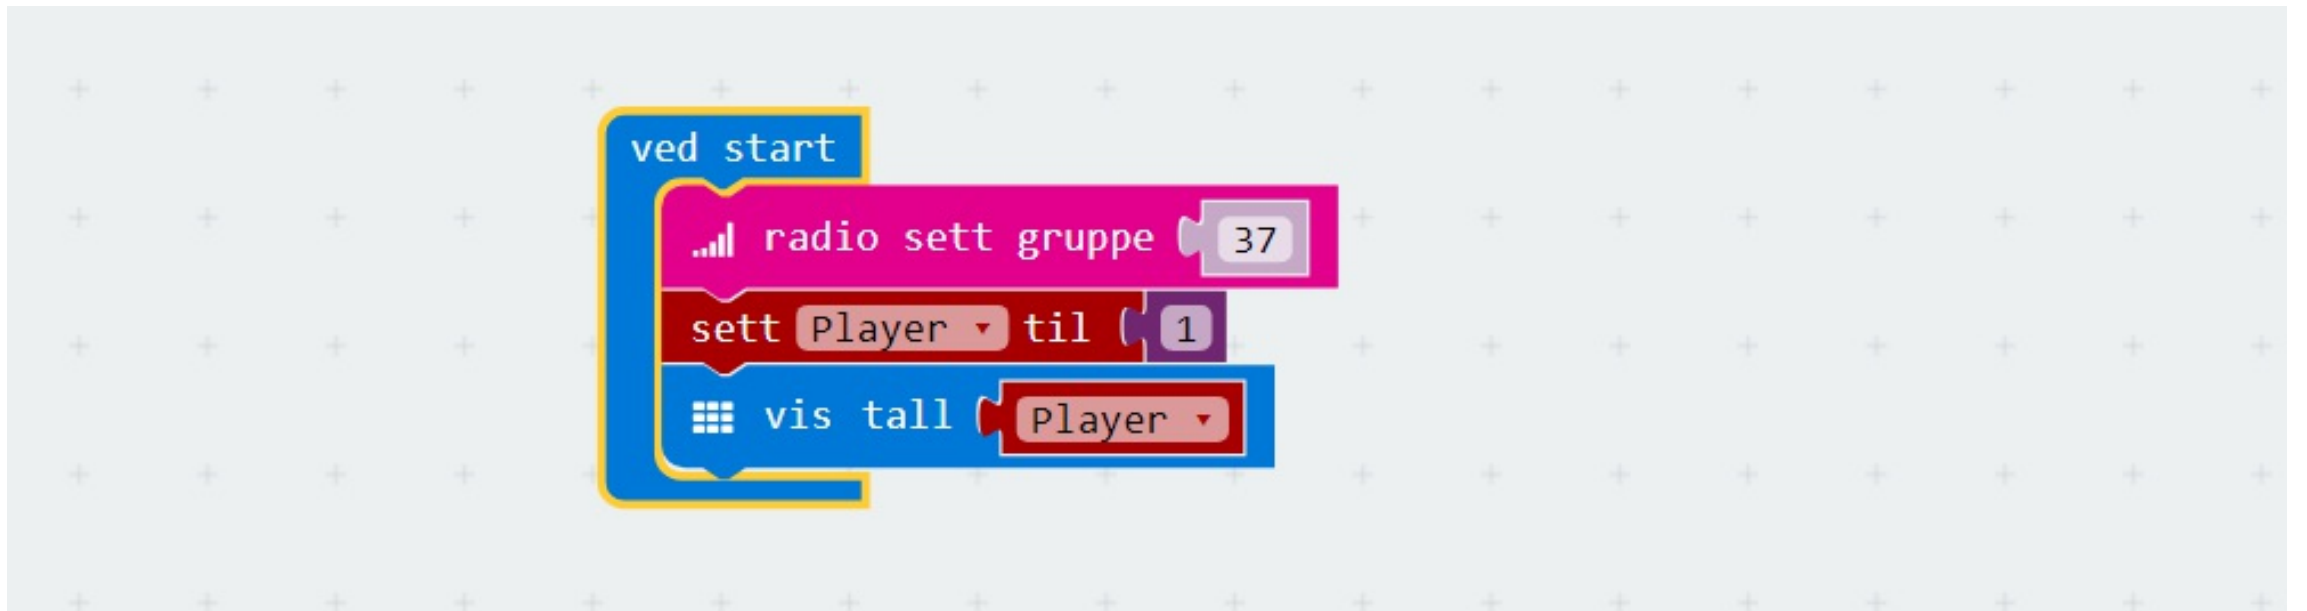 ved start
radio sett gruppe 37
sett Player til 1
vis tall Player